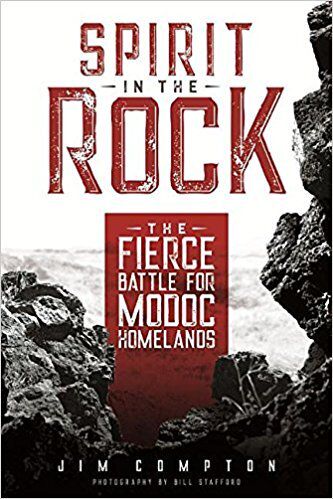 SPIRIT
IN THE
ROCK
THE
FIERCE
BATTLE FOR
MODOC
HOMELANDS
JIM COMPTON
PHOTOGRAPHY BY BILL STAFFORD